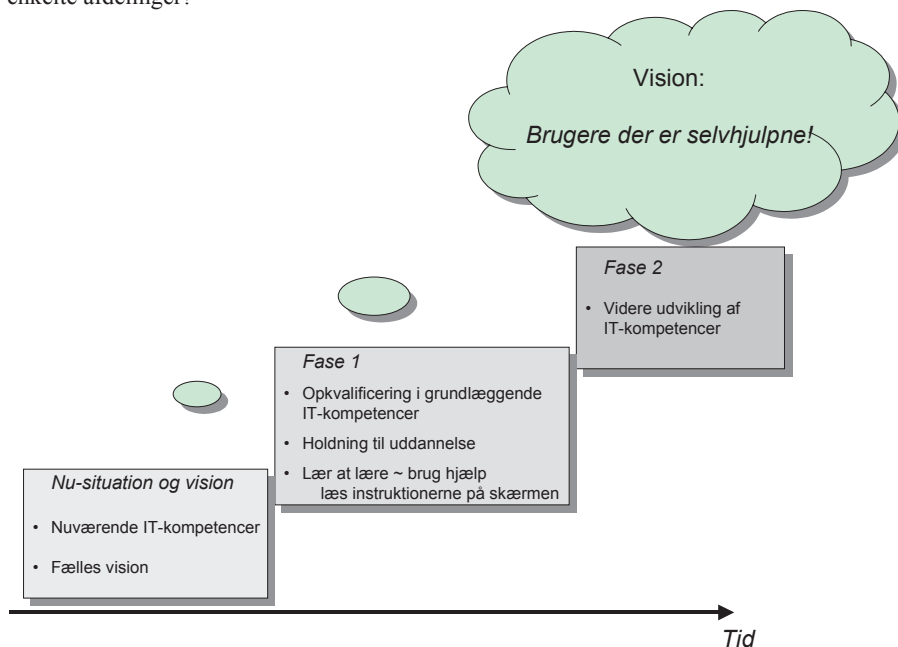 Vision:
Brugere der er selvhjulpne!
Fase 2
• Videre udvikling af
IT-kompetencer
Fase 1
• Opkvalificering i grundlæggende
IT-kompetencer
• Holdning til uddannelse
• Lær at lære ~ brug hjælp
læs instruktionerne på skærmen
Nu-situation og vision
• Nuværende IT-kompetencer
• Fælles vision
Tid